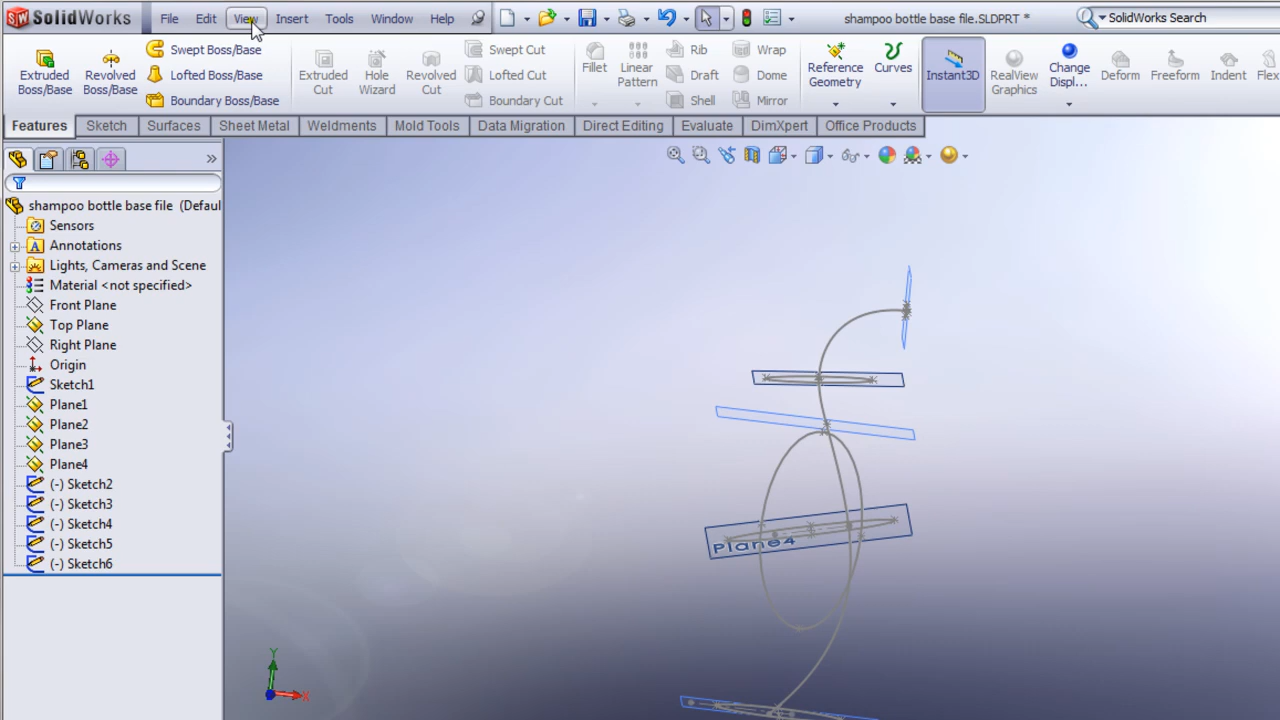 SolidWorks File Edit View Insert Tools Window Help shampoo bottle base file.SLDPRT * SolidWorks Search
Extruded Boss/Base Revolved Boss/Base Swept Boss/Base Lofted Boss/Base Boundary Boss/Base Extruded Cut Hole Wizard Revolved Cut Swept Cut Lofted Cut Boundary Cut Fillet Linear Pattern Rib Draft Shell Wrap Dome Mirror Reference Geometry Curves Instant3D RealView Graphics Change Displ... Deform Freeform Indent Flex
Features Sketch Surfaces Sheet Metal Weldments Mold Tools Data Migration Direct Editing Evaluate DimXpert Office Products
shampoo bottle base file (Defaul
Sensors
Annotations
Lights, Cameras and Scene
Material <not specified>
Front Plane
Top Plane
Right Plane
Origin
Sketch1
Plane1
Plane2
Plane3
Plane4
(-) Sketch2
(-) Sketch3
(-) Sketch4
(-) Sketch5
(-) Sketch6
Plane4
Y
X